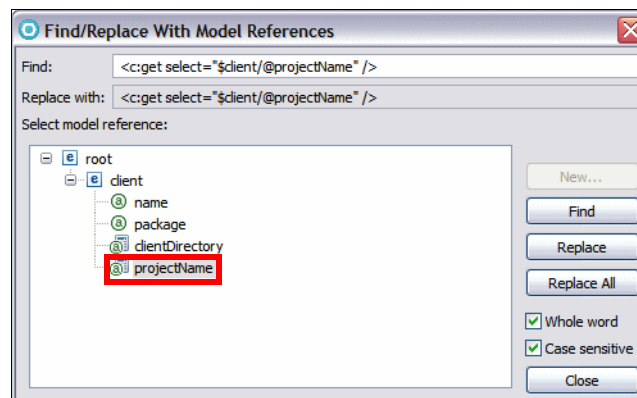 Find/Replace With Model References
Find: <c:get select="$client/@projectName" />
Replace with: <c:get select="$client/@projectName" />
Select model reference:
e root
e client
a name
a package
a clientDirectory
a projectName
New...
Find
Replace
Replace All
Whole word
Case sensitive
Close